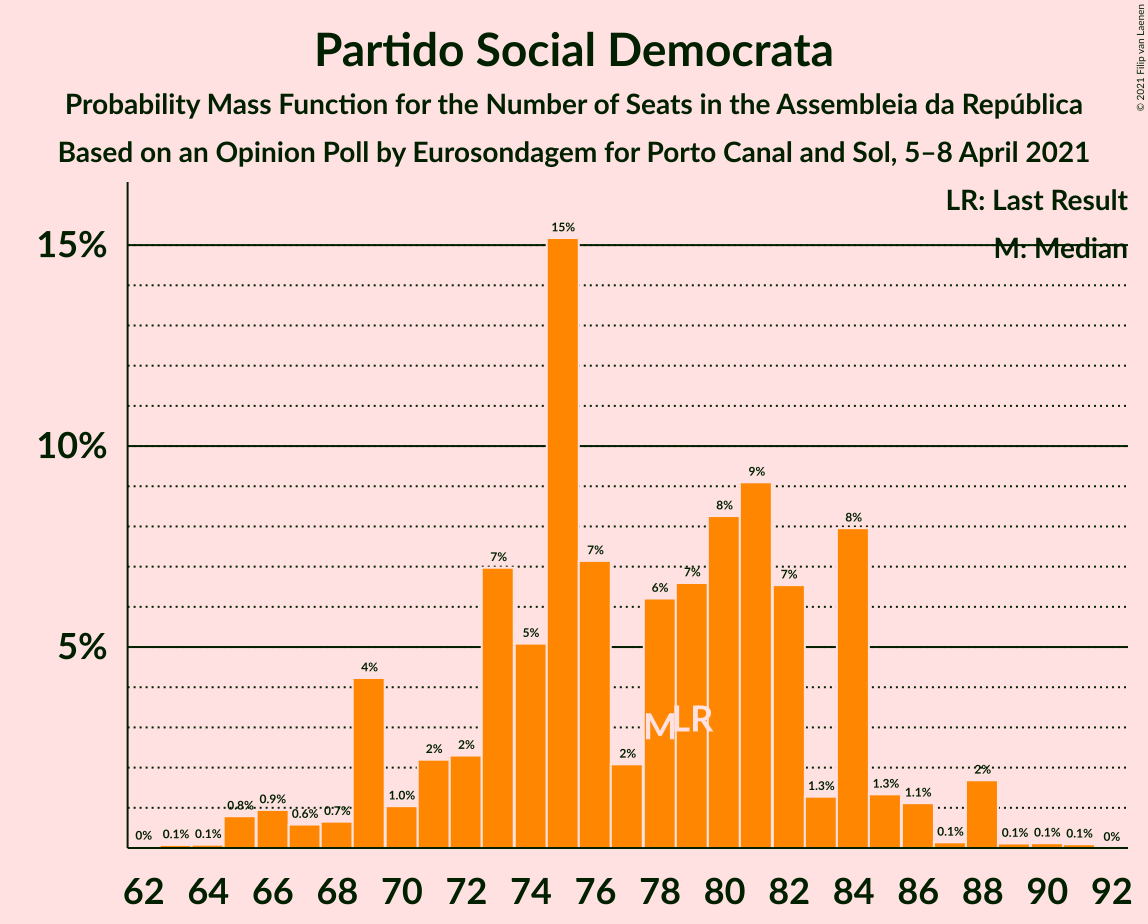 Partido Social Democrata
Probability Mass Function for the Number of Seats in the Assembleia da República
Based on an Opinion Poll by Eurosondagem for Porto Canal and Sol, 5–8 April 2021
© 2021 Filip van Laenen
LR: Last Result
M: Median
15%
10%
5%
0% 0.1% 0.1% 0.8% 0.9% 0.6% 0.7% 4% 1.0% 2% 2% 7% 5% 15% 7% 2% 6% 7% 8% 9% 7% 1.3% 8% 1.3% 1.1% 0.1% 2% 0.1% 0.1% 0.1% 0%
M LR
62 64 66 68 70 72 74 76 78 80 82 84 86 88 90 92